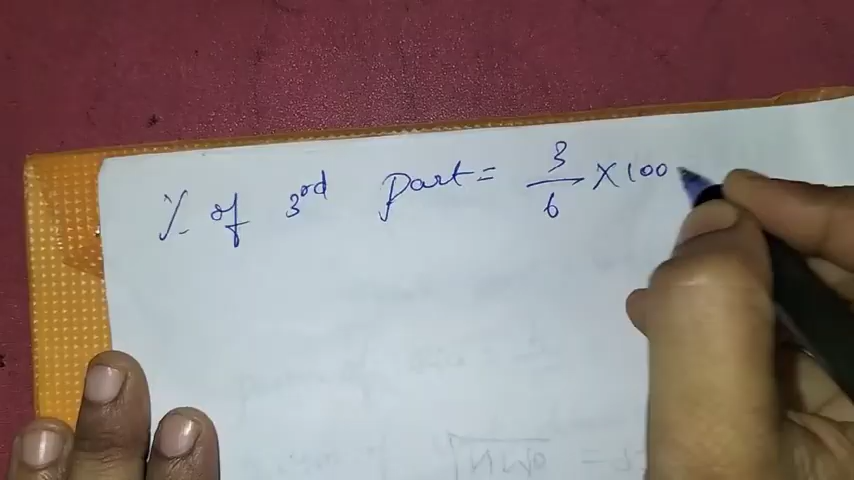 % of 3rd Part = 3/6 × 100